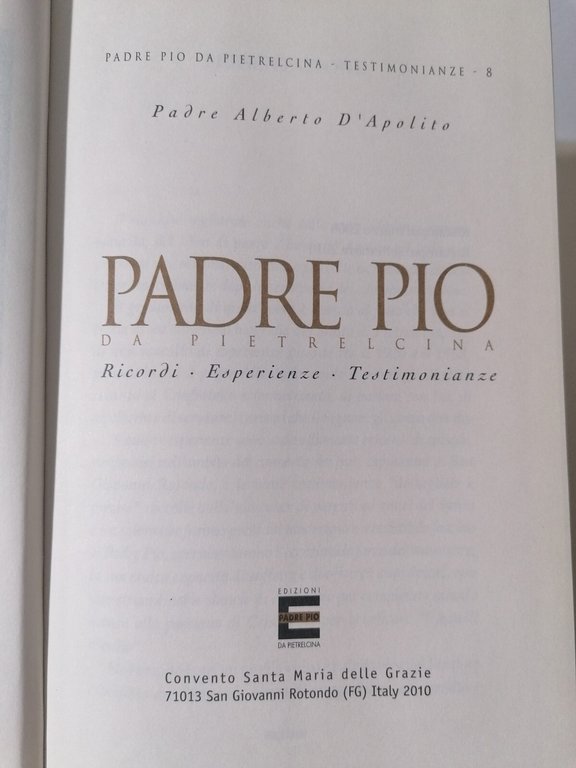 PADRE PIO DA PIETRELCINA - TESTIMONIANZE - 8
Padre Alberto D'Apolito
PADRE PIO
DA PIETRELCINA
Ricordi · Esperienze · Testimonianze
EDIZIONI
PADRE PIO
DA PIETRELCINA
Convento Santa Maria delle Grazie
71013 San Giovanni Rotondo (FG) Italy 2010